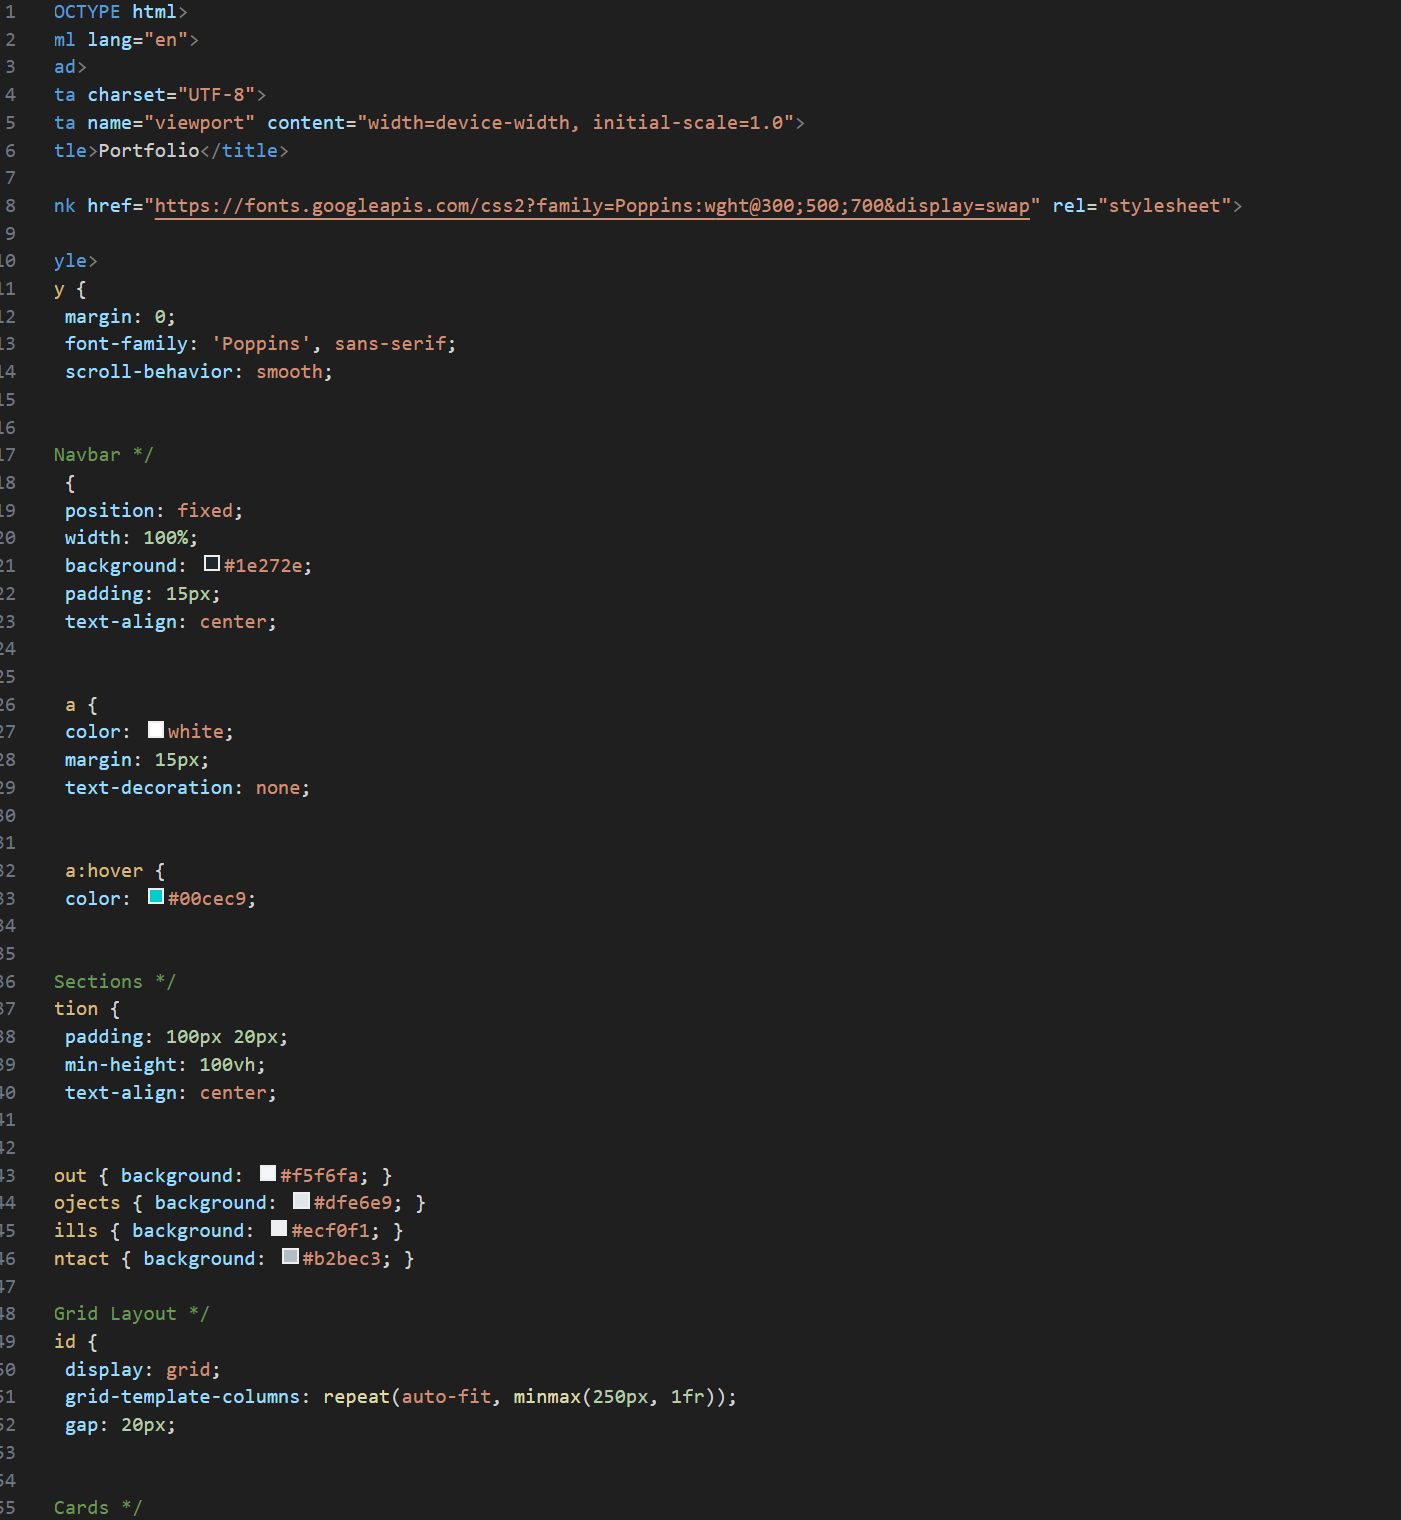 1 OCTYPE html>
2 ml lang="en">
3 ad>
4 ta charset="UTF-8">
5 ta name="viewport" content="width=device-width, initial-scale=1.0">
6 tle>Portfolio</title>
7
8 nk href="https://fonts.googleapis.com/css2?family=Poppins:wght@300;500;700&display=swap" rel="stylesheet">
9
10 yle>
11 y {
12 margin: 0;
13 font-family: 'Poppins', sans-serif;
14 scroll-behavior: smooth;
15
16
17 Navbar */
18 {
19 position: fixed;
20 width: 100%;
21 background: #1e272e;
22 padding: 15px;
23 text-align: center;
24
25
26 a {
27 color: white;
28 margin: 15px;
29 text-decoration: none;
30
31
32 a:hover {
33 color: #00cec9;
34
35
36 Sections */
37 tion {
38 padding: 100px 20px;
39 min-height: 100vh;
40 text-align: center;
41
42
43 out { background: #f5f6fa; }
44 ojects { background: #dfe6e9; }
45 ills { background: #ecf0f1; }
46 ntact { background: #b2bec3; }
47
48 Grid Layout */
49 id {
50 display: grid;
51 grid-template-columns: repeat(auto-fit, minmax(250px, 1fr));
52 gap: 20px;
53
54
55 Cards */